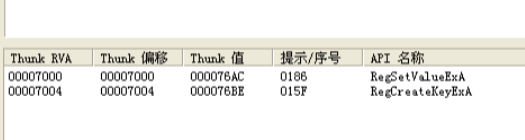 Thunk RVA Thunk 偏移 Thunk 值 提示/序号 API 名称
00007000 00007000 000076AC 0186 RegSetValueExA
00007004 00007004 000076BE 015F RegCreateKeyExA